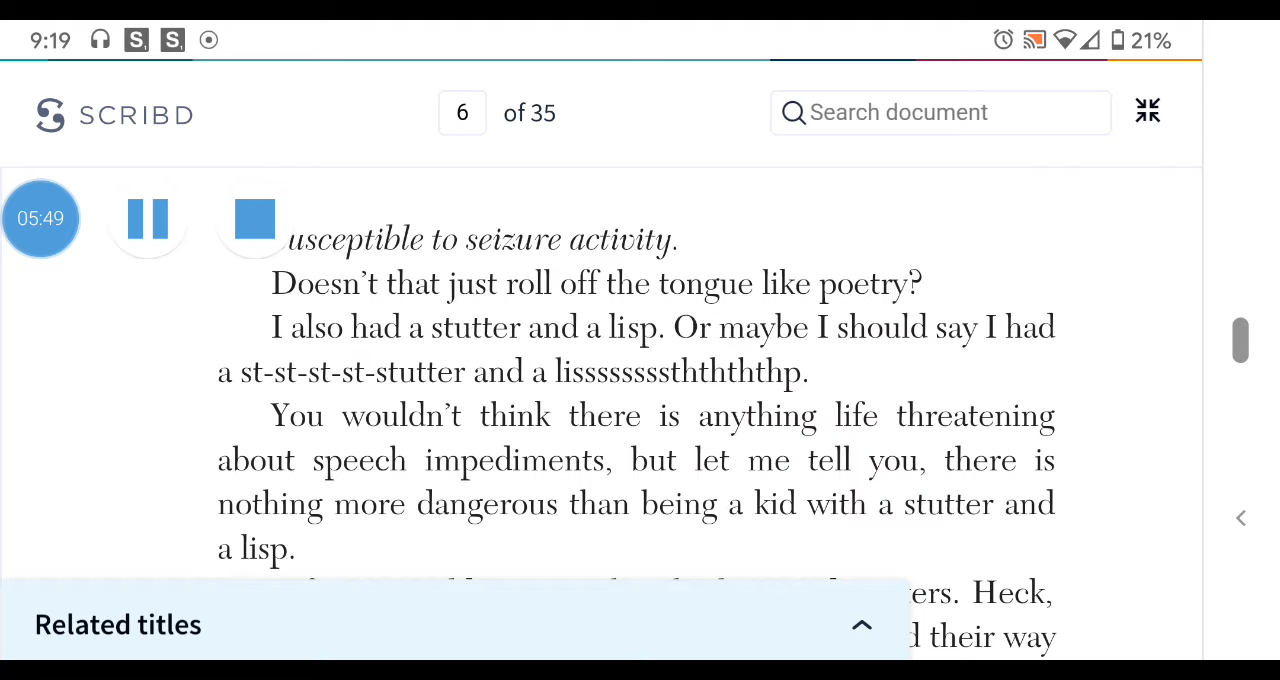 9:19 S1 S1 21%
SCRIBD 6 of 35 Search document
05:49
usceptible to seizure activity.
Doesn’t that just roll off the tongue like poetry?
I also had a stutter and a lisp. Or maybe I should say I had
a st-st-st-st-stutter and a lisssssssssthththththp.
You wouldn’t think there is anything life threatening
about speech impediments, but let me tell you, there is
nothing more dangerous than being a kid with a stutter and
a lisp.
ers. Heck,
Related titles
their way